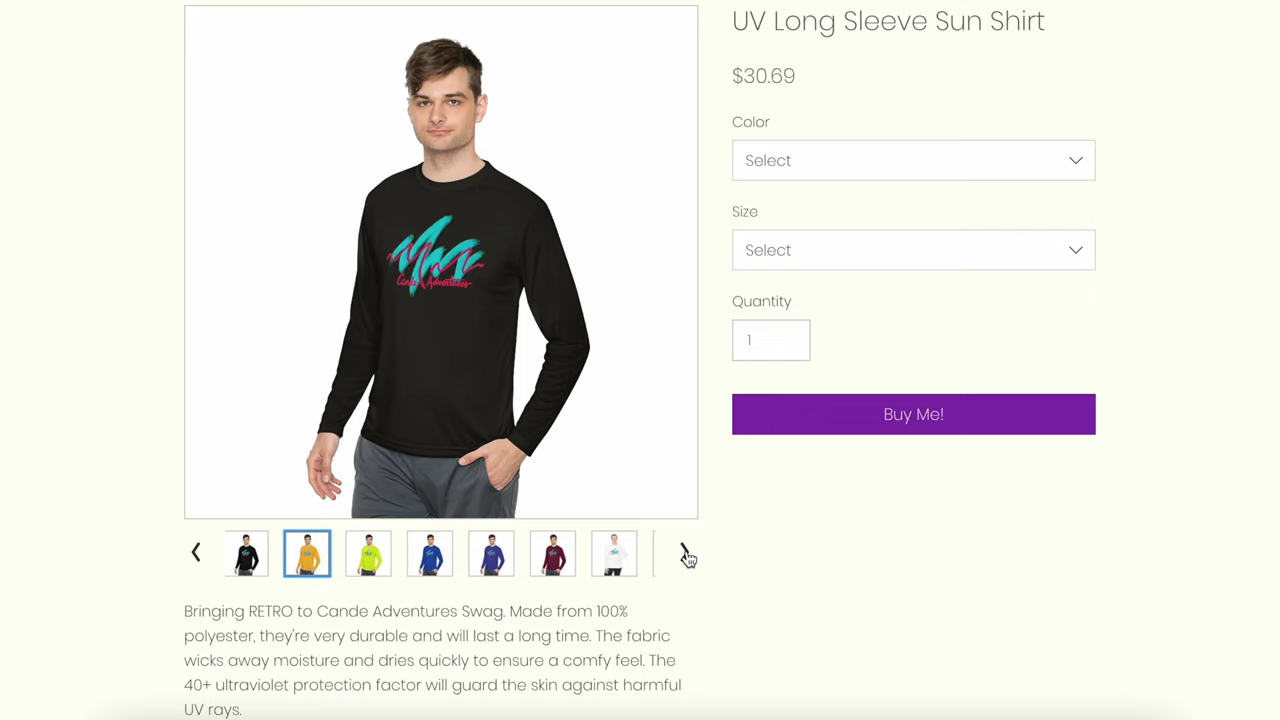 UV Long Sleeve Sun Shirt
$30.69
Color
Select
Size
Select
Quantity
1
Buy Me!
Cande Adventures
Bringing RETRO to Cande Adventures Swag. Made from 100%
polyester, they're very durable and will last a long time. The fabric
wicks away moisture and dries quickly to ensure a comfy feel. The
40+ ultraviolet protection factor will guard the skin against harmful
UV rays.